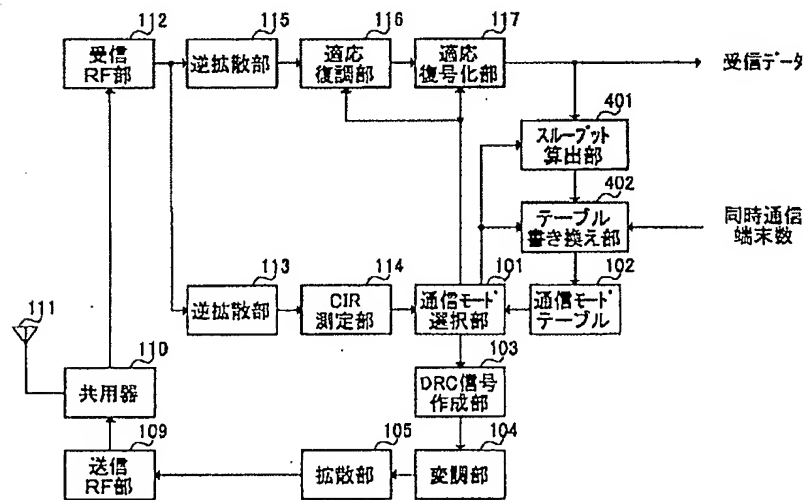 112
受信
RF部
115
逆拡散部
116
適応
復調部
117
適応
復号化部
受信データ
401
スループット
算出部
402
テーブル
書き換え部
同時通信
端末数
113
逆拡散部
114
CIR
測定部
101
通信モード
選択部
102
通信モード
テーブル
111
110
共用器
103
DRC信号
作成部
109
送信
RF部
105
拡散部
104
変調部